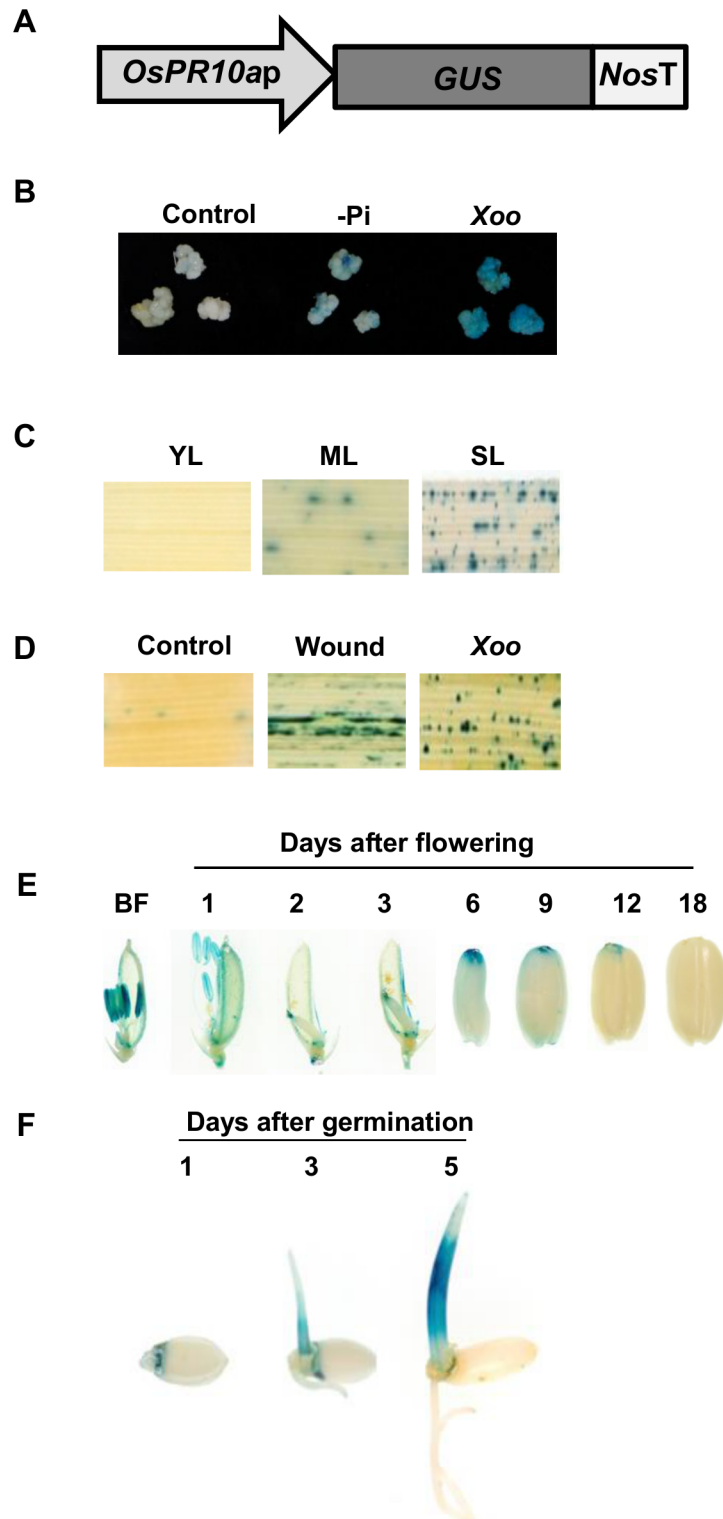 A
OsPR10ap GUS NosT
B
Control -Pi Xoo
C
YL ML SL
D
Control Wound Xoo
Days after flowering
E
BF 1 2 3 6 9 12 18
F
Days after germination
1 3 5